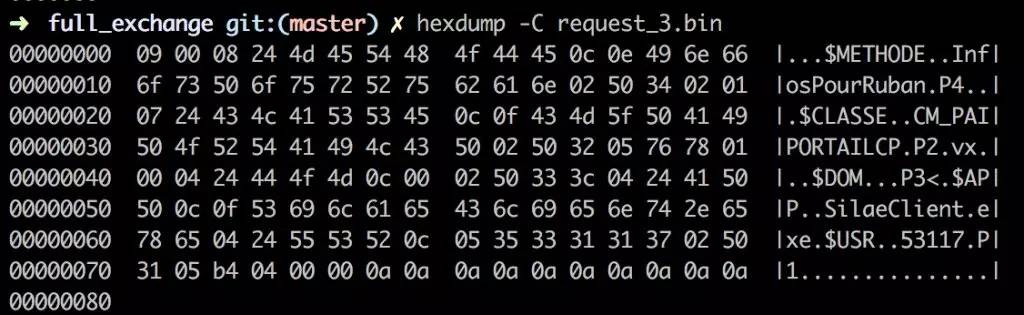 ➜ full_exchange git:(master) ✗ hexdump -C request_3.bin
00000000  09 00 08 24 4d 45 54 48  4f 44 45 0c 0e 49 6e 66  |...$METHODE..Inf|
00000010  6f 73 50 6f 75 72 52 75  62 61 6e 02 50 34 02 01  |osPourRuban.P4..|
00000020  07 24 43 4c 41 53 53 45  0c 0f 43 4d 5f 50 41 49  |.$CLASSE..CM_PAI|
00000030  50 4f 52 54 41 49 4c 43  50 02 50 32 05 76 78 01  |PORTAILCP.P2.vx.|
00000040  00 04 24 44 4f 4d 0c 00  02 50 33 3c 04 24 41 50  |..$DOM...P3<.$AP|
00000050  50 0c 0f 53 69 6c 61 65  43 6c 69 65 6e 74 2e 65  |P..SilaeClient.e|
00000060  78 65 04 24 55 53 52 0c  05 35 33 31 31 37 02 50  |xe.$USR..53117.P|
00000070  31 05 b4 04 00 00 0a 0a  0a 0a 0a 0a 0a 0a 0a 0a  |1...............|
00000080